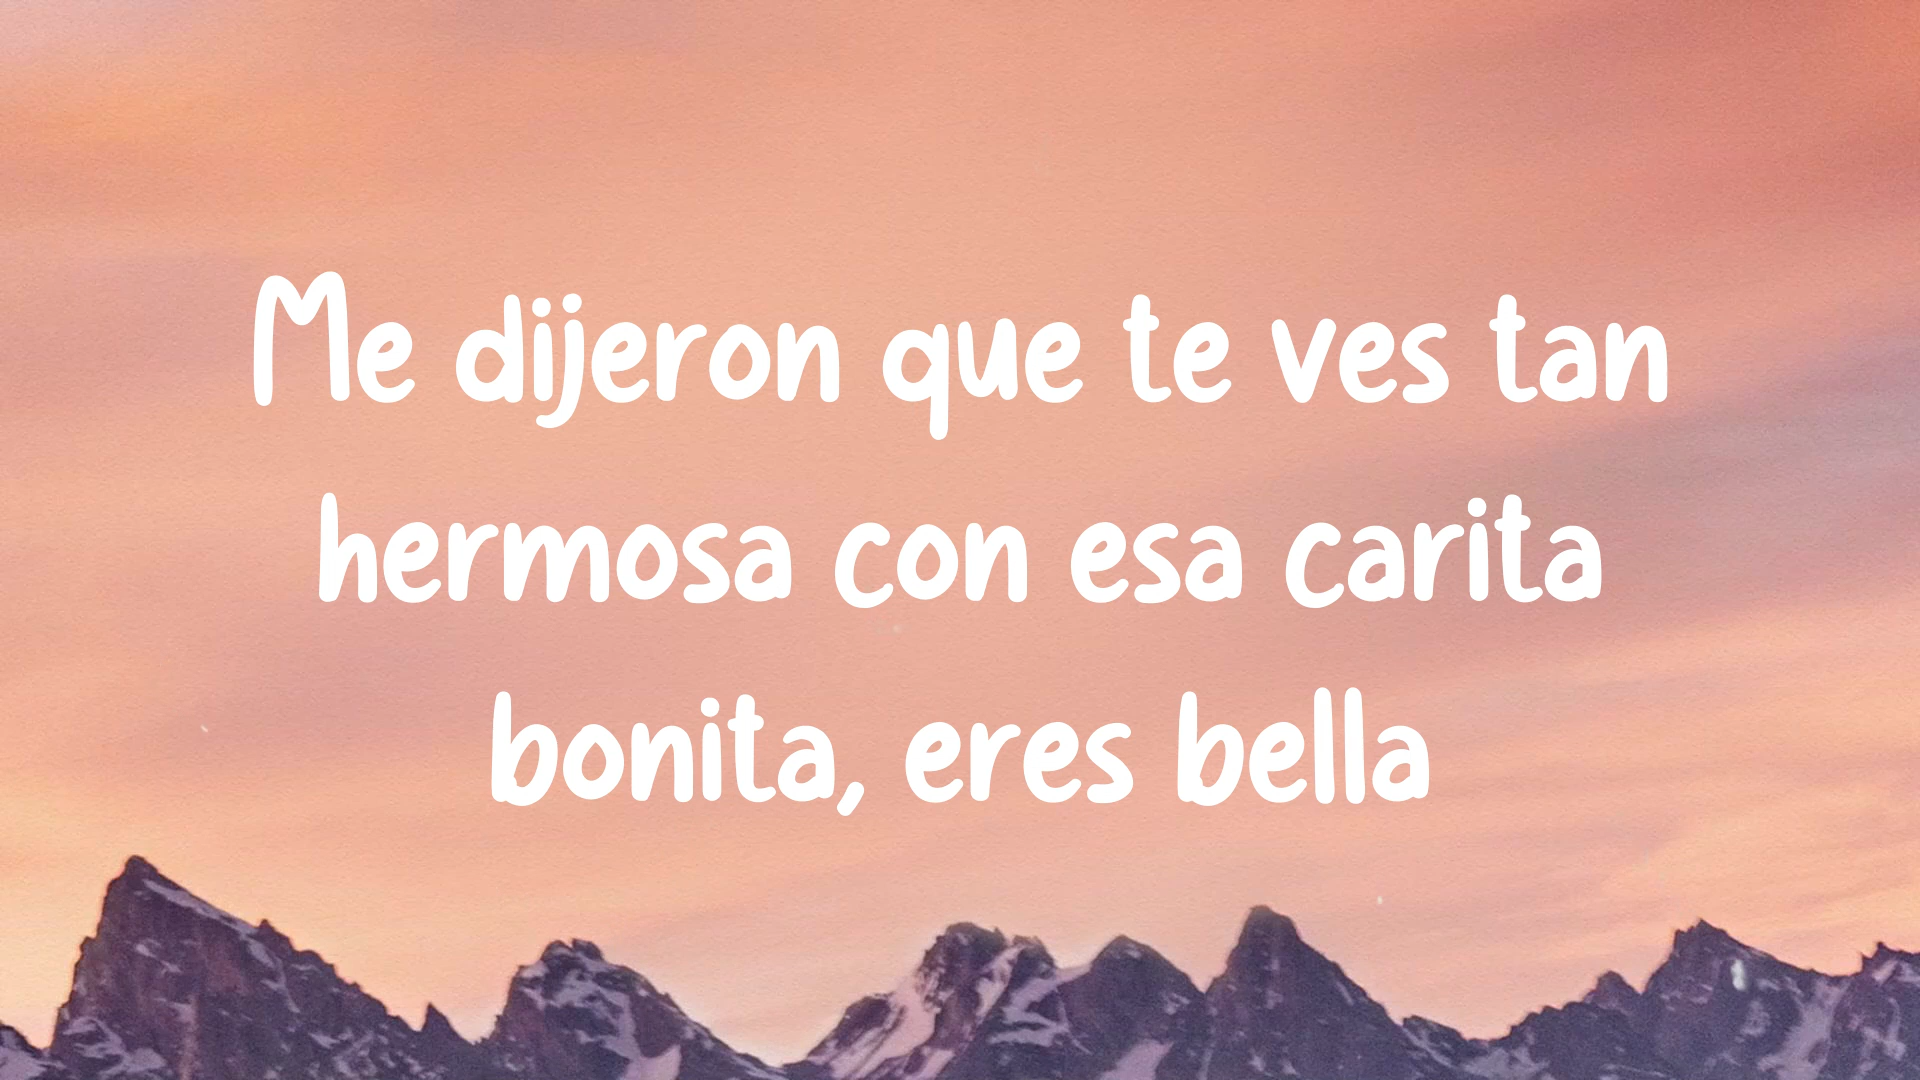 Me dijeron que te ves tan
hermosa con esa carita
bonita, eres bella